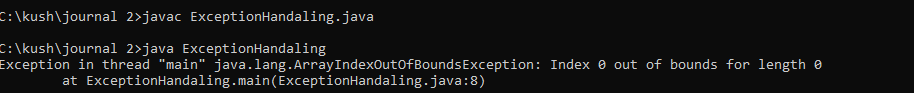 C:\kush\journal 2>javac ExceptionHandaling.java
C:\kush\journal 2>java ExceptionHandaling
Exception in thread "main" java.lang.ArrayIndexOutOfBoundsException: Index 0 out of bounds for length 0
at ExceptionHandaling.main(ExceptionHandaling.java:8)